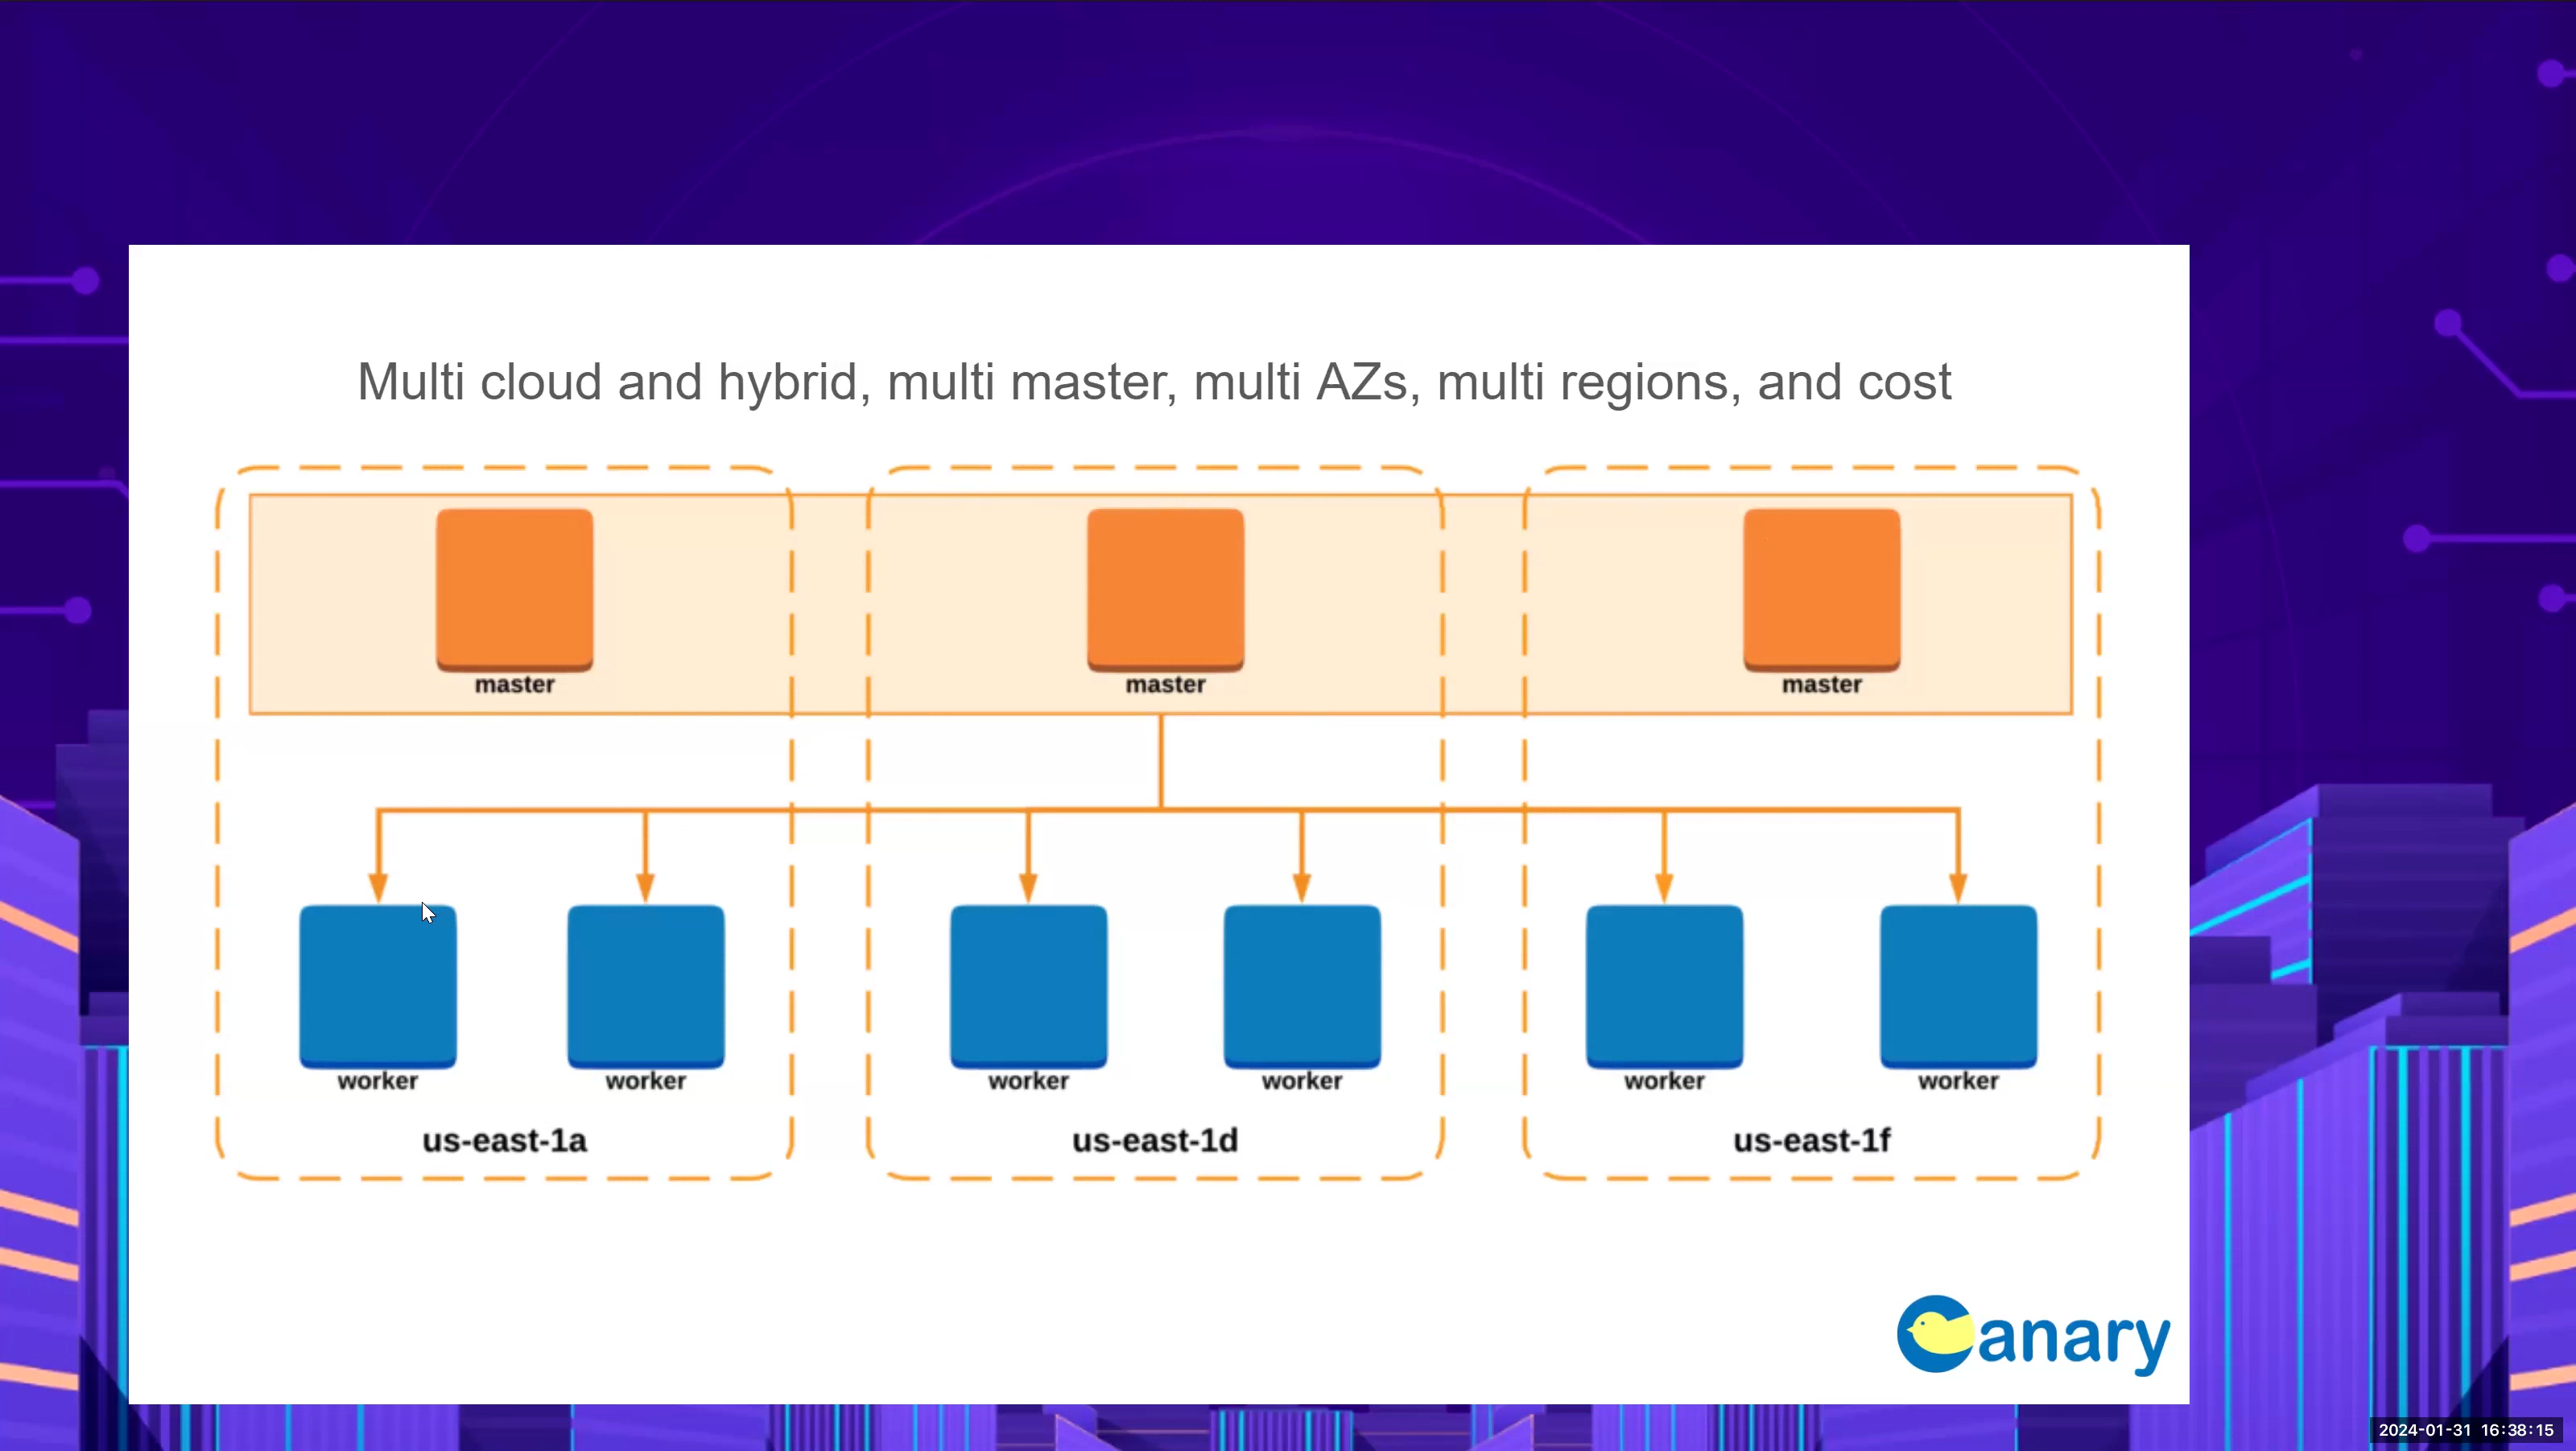 Multi cloud and hybrid, multi master, multi AZs, multi regions, and cost
master master master
worker worker worker worker worker worker
us-east-1a us-east-1d us-east-1f
Canary
2024-01-31 16:38:15